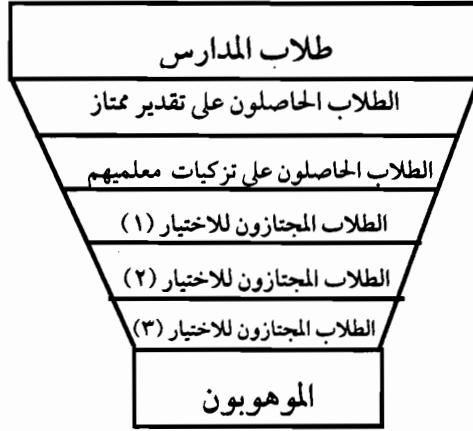 طلاب المدارس
الطلاب الحاصلون على تقدير ممتاز
الطلاب الحاصلون على تزكيات معلميهم
الطلاب المجتازون للاختيار (١)
الطلاب المجتازون للاختيار (٢)
الطلاب المجتازون للاختيار (٣)
الموهوبون